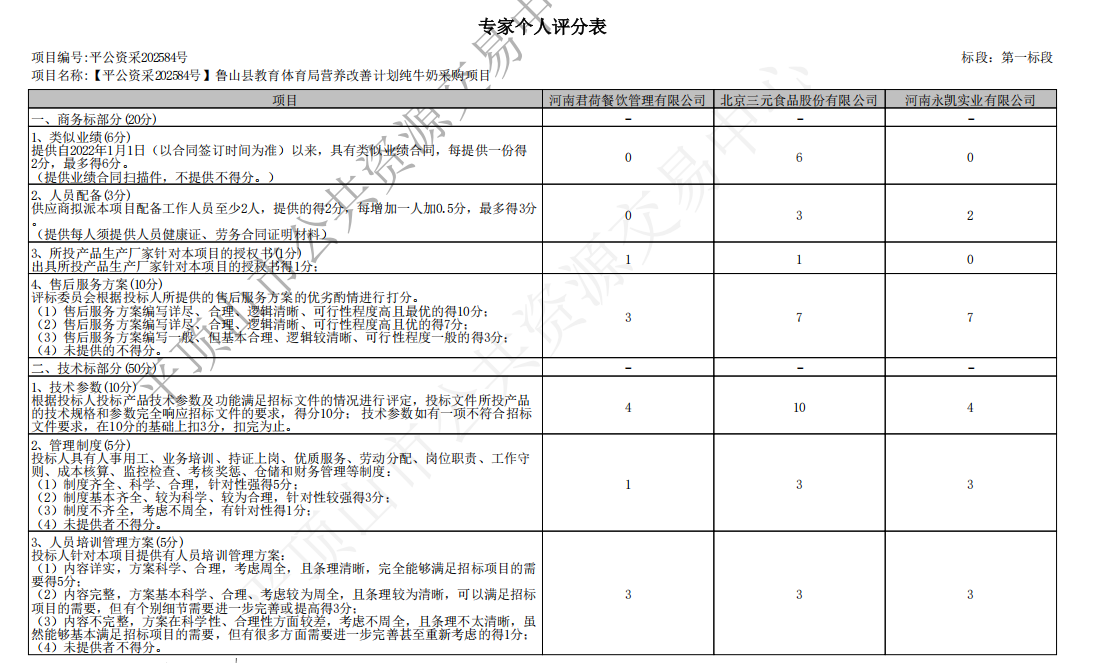 专家个人评分表
项目编号:平公资采202584号 标段：第一标段
项目名称:【平公资采202584号】鲁山县教育体育局营养改善计划纯牛奶采购项目
项目 河南君荷餐饮管理有限公司 北京三元食品股份有限公司 河南永凯实业有限公司
一、商务标部分(20分) - - -
1、类似业绩(6分)
提供自2022年1月1日（以合同签订时间为准）以来，具有类似业绩合同，每提供一份得
2分，最多得6分。
（提供业绩合同扫描件，不提供不得分。）
0 6 0
2、人员配备(3分)
供应商拟派本项目配备工作人员至少2人，提供的得2分，每增加一人加0.5分，最多得3分
。
（提供每人须提供人员健康证、劳务合同证明材料）
0 3 2
3、所投产品生产厂家针对本项目的授权书(1分)
出具所投产品生产厂家针对本项目的授权书得1分;
1 1 0
4、售后服务方案(10分)
评标委员会根据投标人所提供的售后服务方案的优劣酌情进行打分。
（1）售后服务方案编写详尽、合理、逻辑清晰、可行性程度高且最优的得10分;
（2）售后服务方案编写详尽、合理、逻辑清晰、可行性程度高且优的得7分;
（3）售后服务方案编写一般、但基本合理、逻辑较清晰、可行性程度一般的得3分;
（4）未提供的不得分。
3 7 7
二、技术标部分(50分) - - -
1、技术参数(10分)
根据投标人投标产品技术参数及功能满足招标文件的情况进行评定，投标文件所投产品
的技术规格和参数完全响应招标文件的要求，得分10分; 技术参数如有一项不符合招标
文件要求，在10分的基础上扣3分，扣完为止。
4 10 4
2、管理制度(5分)
投标人具有人事用工、业务培训、持证上岗、优质服务、劳动分配、岗位职责、工作守
则、成本核算、监控检查、考核奖惩、仓储和财务管理等制度:
（1）制度齐全、科学、合理，针对性强得5分;
（2）制度基本齐全、较为科学、较为合理，针对性较强得3分;
（3）制度不齐全，考虑不周全，有针对性得1分;
（4）未提供者不得分。
1 3 3
3、人员培训管理方案(5分)
投标人针对本项目提供有人员培训管理方案:
（1）内容详实，方案科学、合理，考虑周全，且条理清晰，完全能够满足招标项目的需
要得5分;
（2）内容完整，方案基本科学、合理、考虑较为周全，且条理较为清晰，可以满足招标
项目的需要，但有个别细节需要进一步完善或提高得3分;
（3）内容不完整，方案在科学性、合理性方面较差，考虑不周全，且条理不太清晰，虽
然能够基本满足招标项目的需要，但有很多方面需要进一步完善甚至重新考虑的得1分;
（4）未提供者不得分。
3 3 3
平顶山市公共资源交易中
平顶山市公共资源交易中心